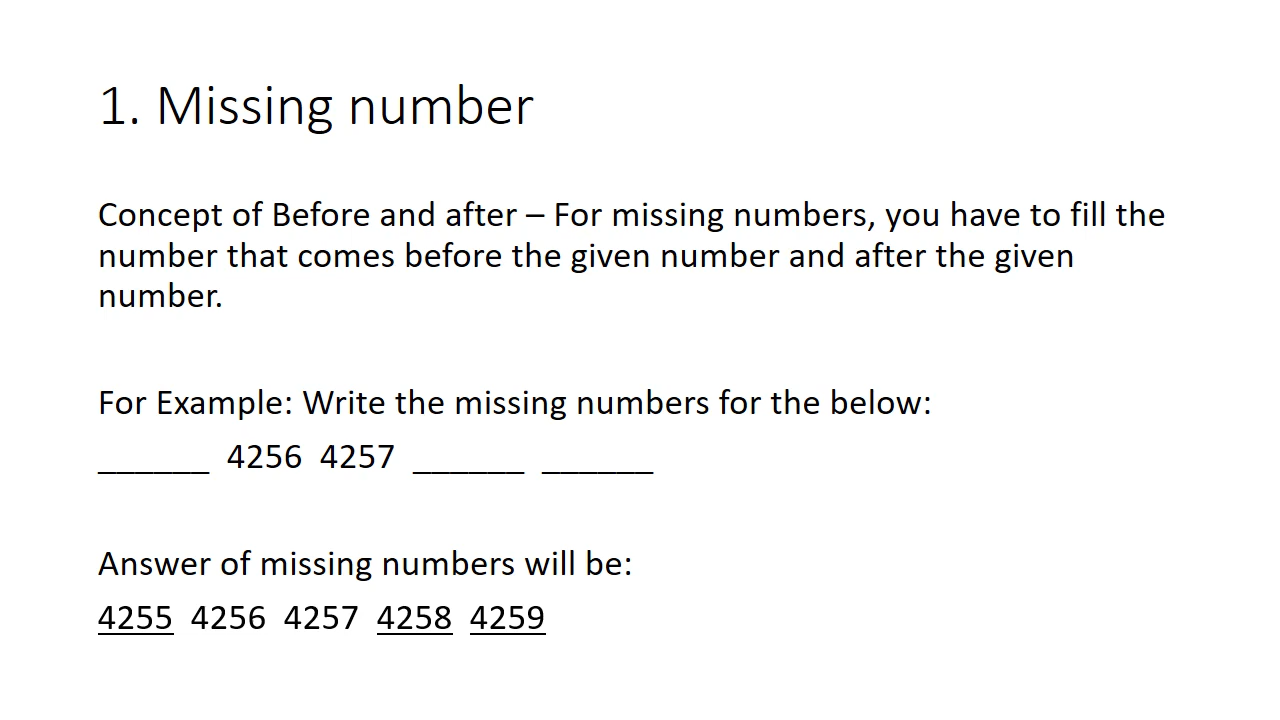 1. Missing number
Concept of Before and after – For missing numbers, you have to fill the
number that comes before the given number and after the given
number.
For Example: Write the missing numbers for the below:
______ 4256 4257 ______ ______
Answer of missing numbers will be:
4255 4256 4257 4258 4259